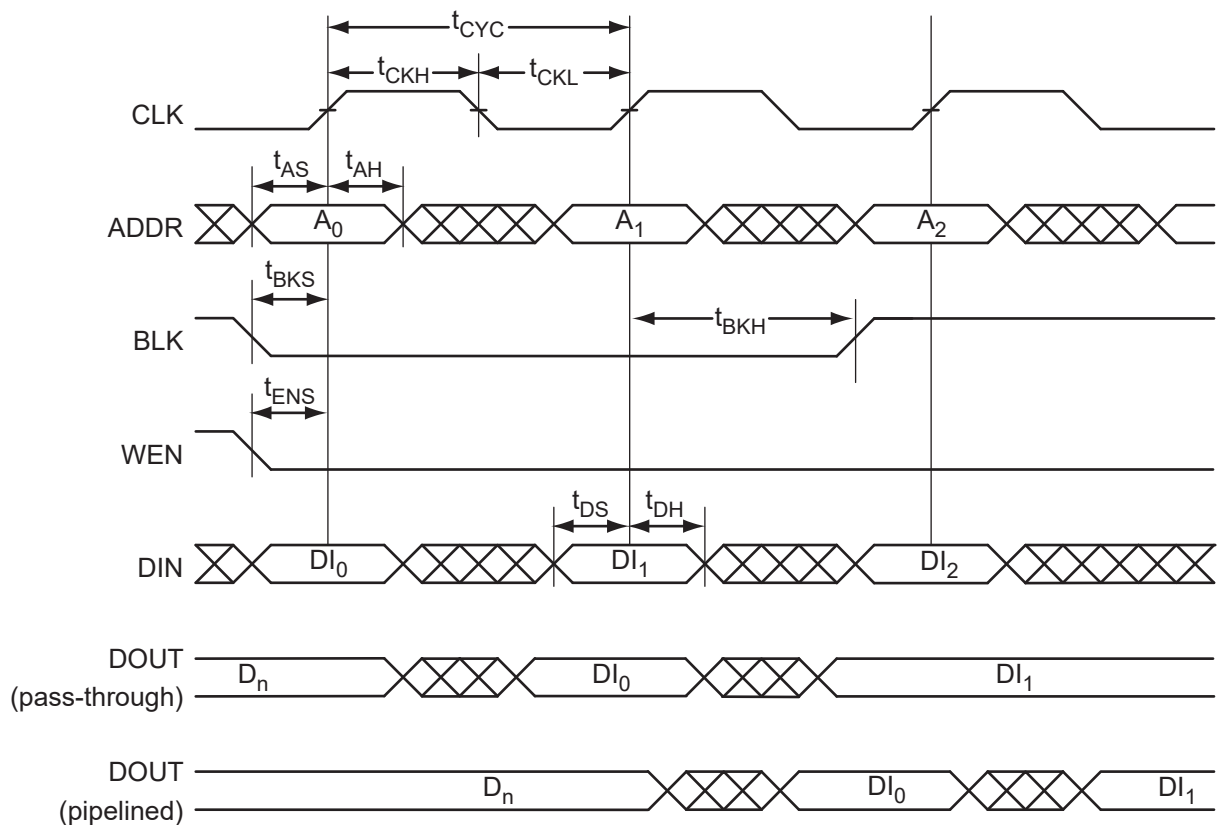 tCYC
tCKH tCKL
CLK
tAS tAH
ADDR A0 A1 A2
tBKS
tBKH
BLK
tENS
WEN
tDS tDH
DIN DI0 DI1 DI2
DOUT
(pass-through) Dn DI0 DI1
DOUT
(pipelined) Dn DI0 DI1